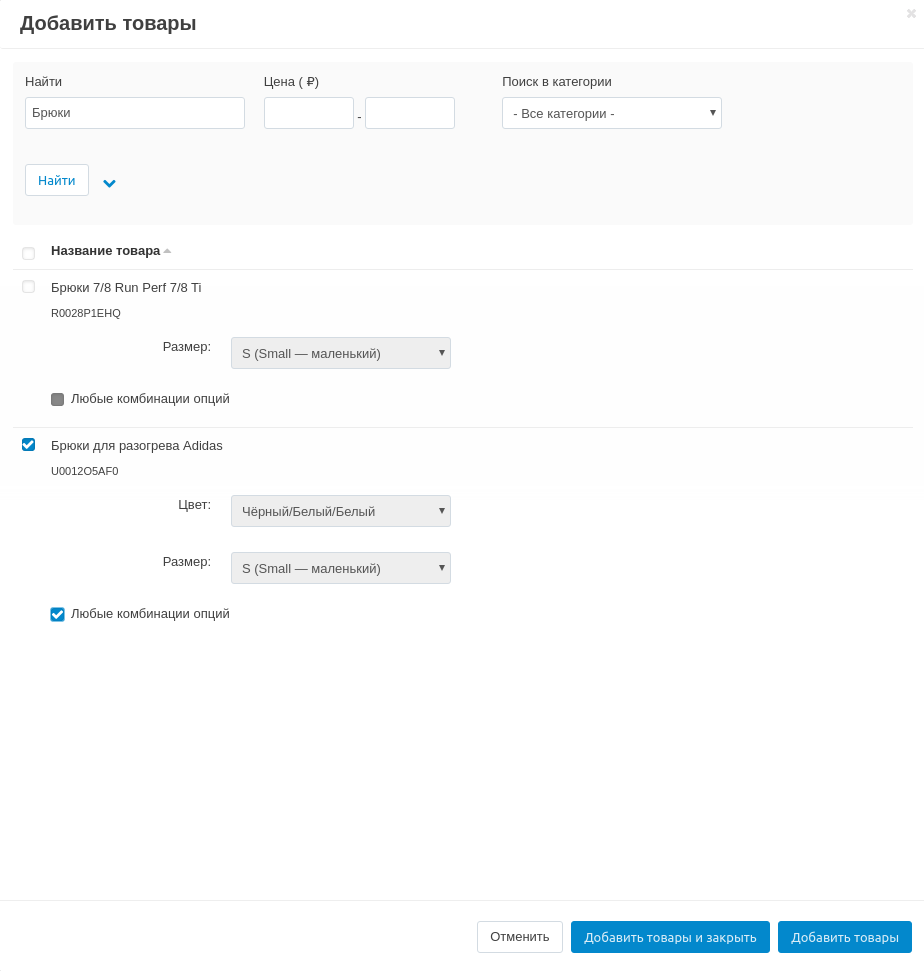 Добавить товары
Найти
Цена ( ₽)
Поиск в категории
Брюки
-
- Все категории -
Найти
Название товара
Брюки 7/8 Run Perf 7/8 Ti
R0028P1EHQ
Размер:
S (Small — маленький)
Любые комбинации опций
Брюки для разогрева Adidas
U0012O5AF0
Цвет:
Чёрный/Белый/Белый
Размер:
S (Small — маленький)
Любые комбинации опций
Отменить
Добавить товары и закрыть
Добавить товары